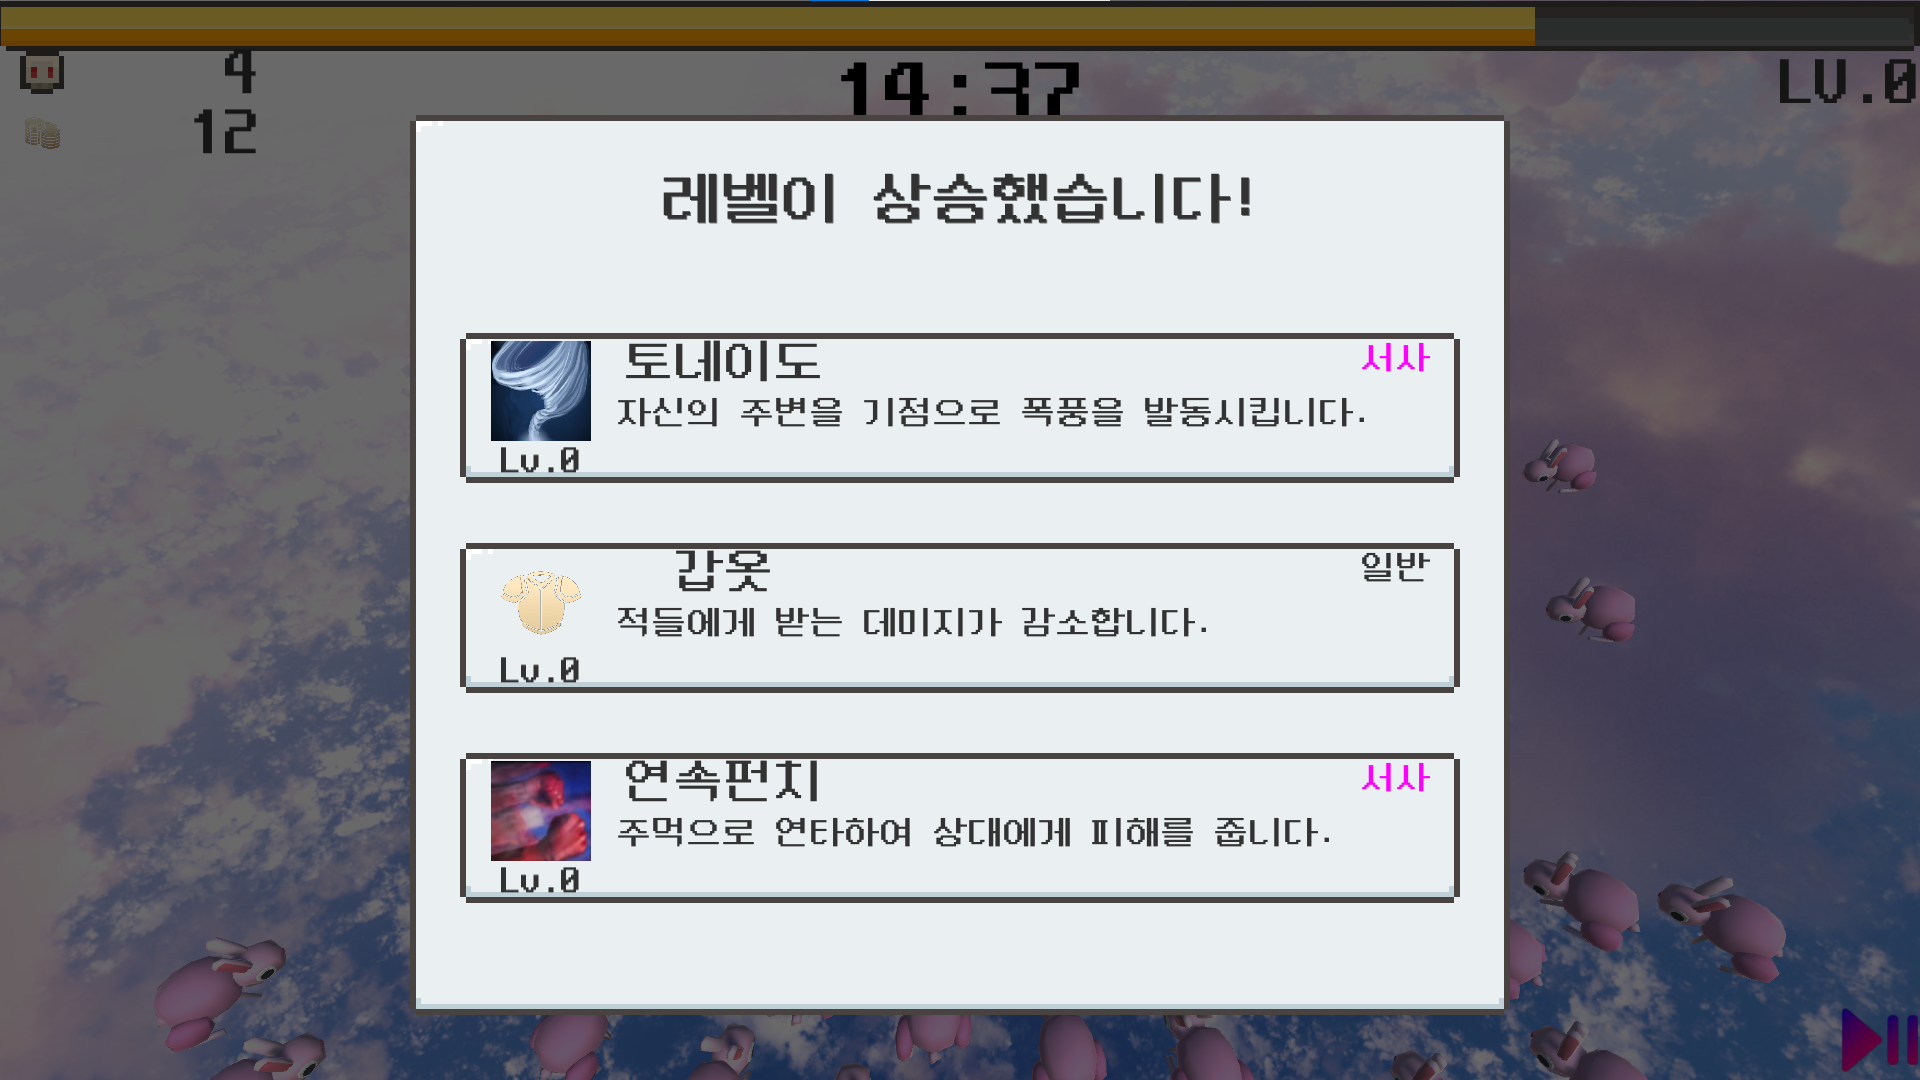 4
14:37
LV.0
12
레벨이 상승했습니다!
토네이도
서사
자신의 주변을 기점으로 폭풍을 발동시킵니다.
Lv.0
갑옷
일반
적들에게 받는 데미지가 감소합니다.
Lv.0
연속펀치
서사
주먹으로 연타하여 상대에게 피해를 줍니다.
Lv.0